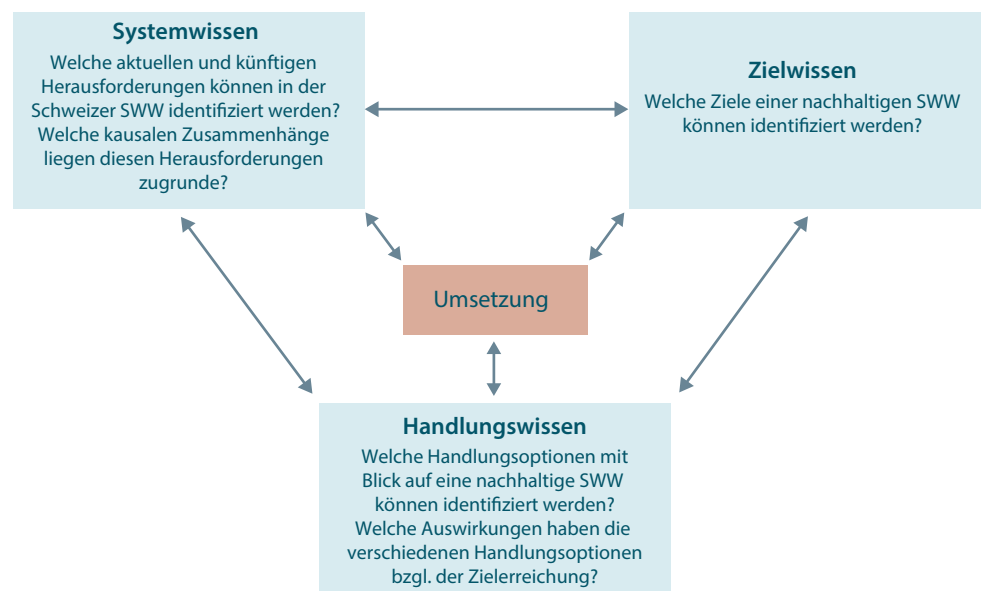 Systemwissen
Welche aktuellen und künftigen
Herausforderungen können in der
Schweizer SWW identifiziert werden?
Welche kausalen Zusammenhänge
liegen diesen Herausforderungen
zugrunde?
Zielwissen
Welche Ziele einer nachhaltigen SWW
können identifiziert werden?
Umsetzung
Handlungswissen
Welche Handlungsoptionen mit
Blick auf eine nachhaltige SWW
können identifiziert werden?
Welche Auswirkungen haben die
verschiedenen Handlungsoptionen
bzgl. der Zielerreichung?